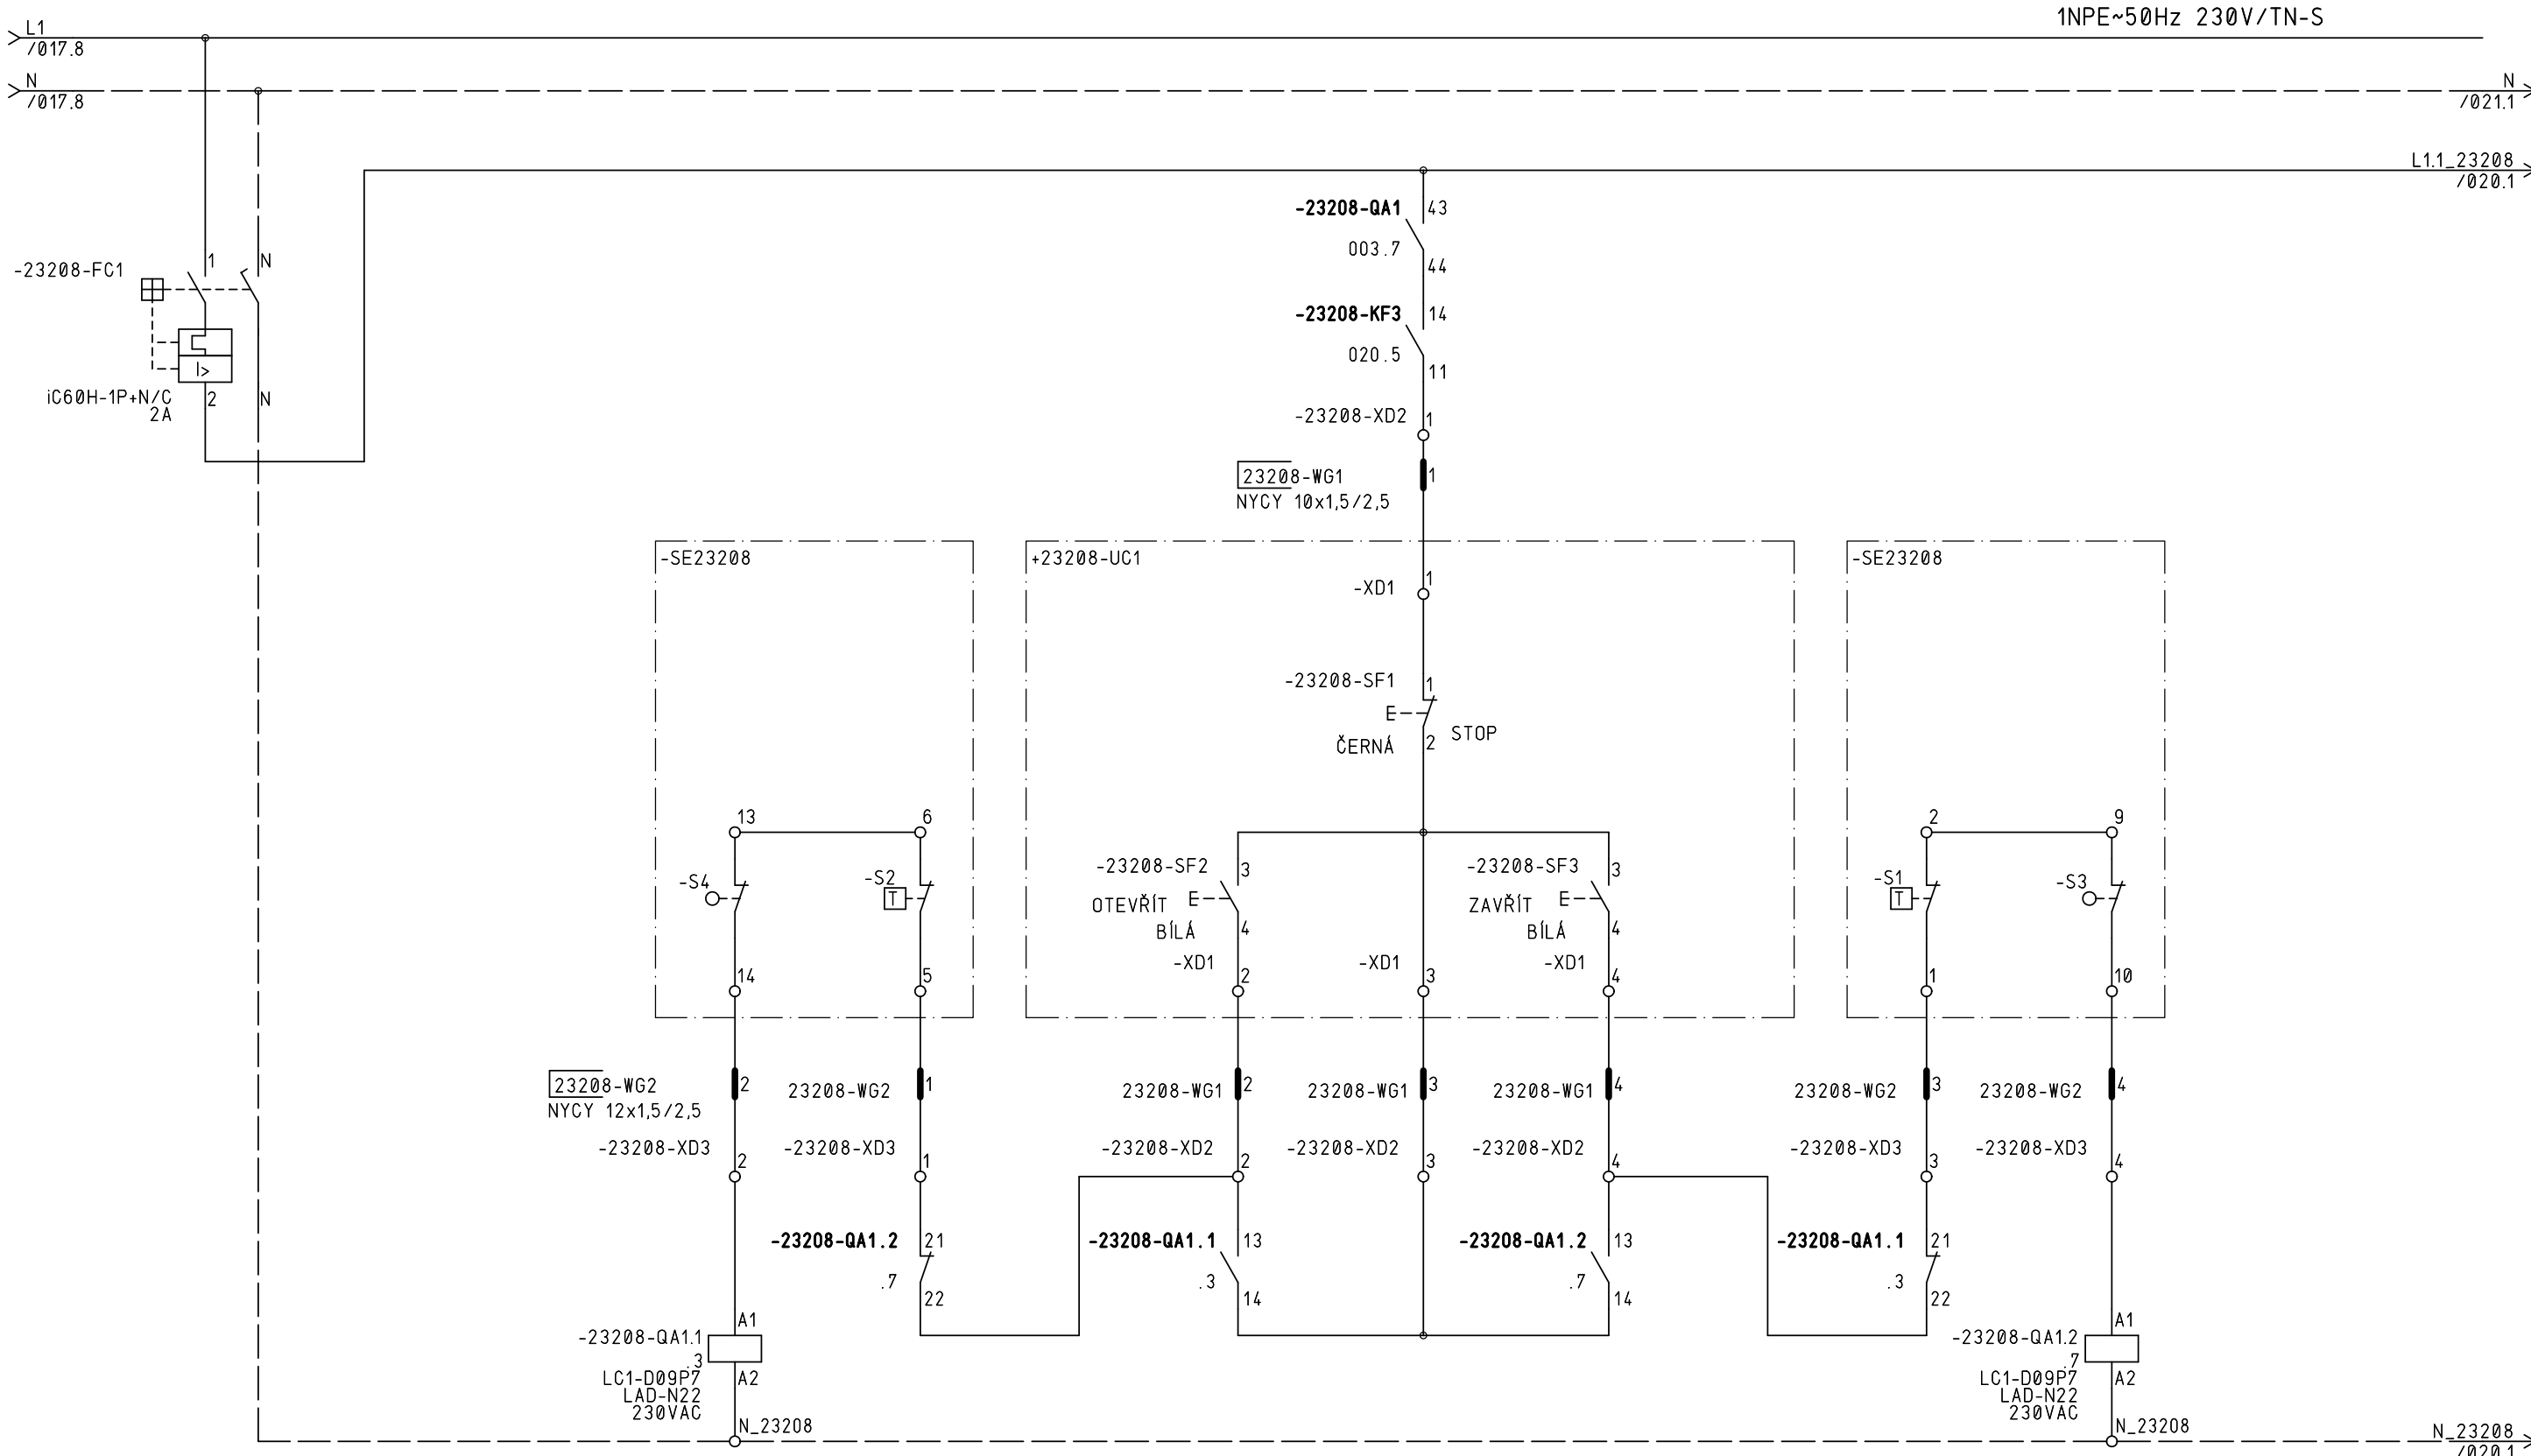 1NPE~50Hz 230V/TN-S
L1
/017.8
N
/017.8
N
/021.1
L1.1_23208
/020.1
-23208-QA1
43
003.7
44
-23208-FC1
1
N
iC60H-1P+N/C
2A
I>
2
N
-23208-KF3
14
020.5
11
-23208-XD2
1
23208-WG1
1
NYCY 10x1,5/2,5
-SE23208
+23208-UC1
-SE23208
-XD1
1
-23208-SF1
1
STOP
ČERNÁ
2
13
6
2
9
-S4
-S2
T
-23208-SF2
3
OTEVŘÍT
BÍLÁ
4
-23208-SF3
3
ZAVŘÍT
BÍLÁ
4
-S1
T
-S3
14
5
-XD1
2
-XD1
3
-XD1
4
1
10
23208-WG2
2
NYCY 12x1,5/2,5
23208-WG2
1
23208-WG1
2
23208-WG1
3
23208-WG1
4
23208-WG2
3
23208-WG2
4
-23208-XD3
2
-23208-XD3
1
-23208-XD2
2
-23208-XD2
3
-23208-XD2
4
-23208-XD3
3
-23208-XD3
4
-23208-QA1.2
21
.7
22
-23208-QA1.1
13
.3
14
-23208-QA1.2
13
.7
14
-23208-QA1.1
21
.3
22
A1
-23208-QA1.1
.3
LC1-D09P7
A2
LAD-N22
230VAC
N_23208
A1
-23208-QA1.2
.7
LC1-D09P7
A2
LAD-N22
230VAC
N_23208
N_23208
/020.1